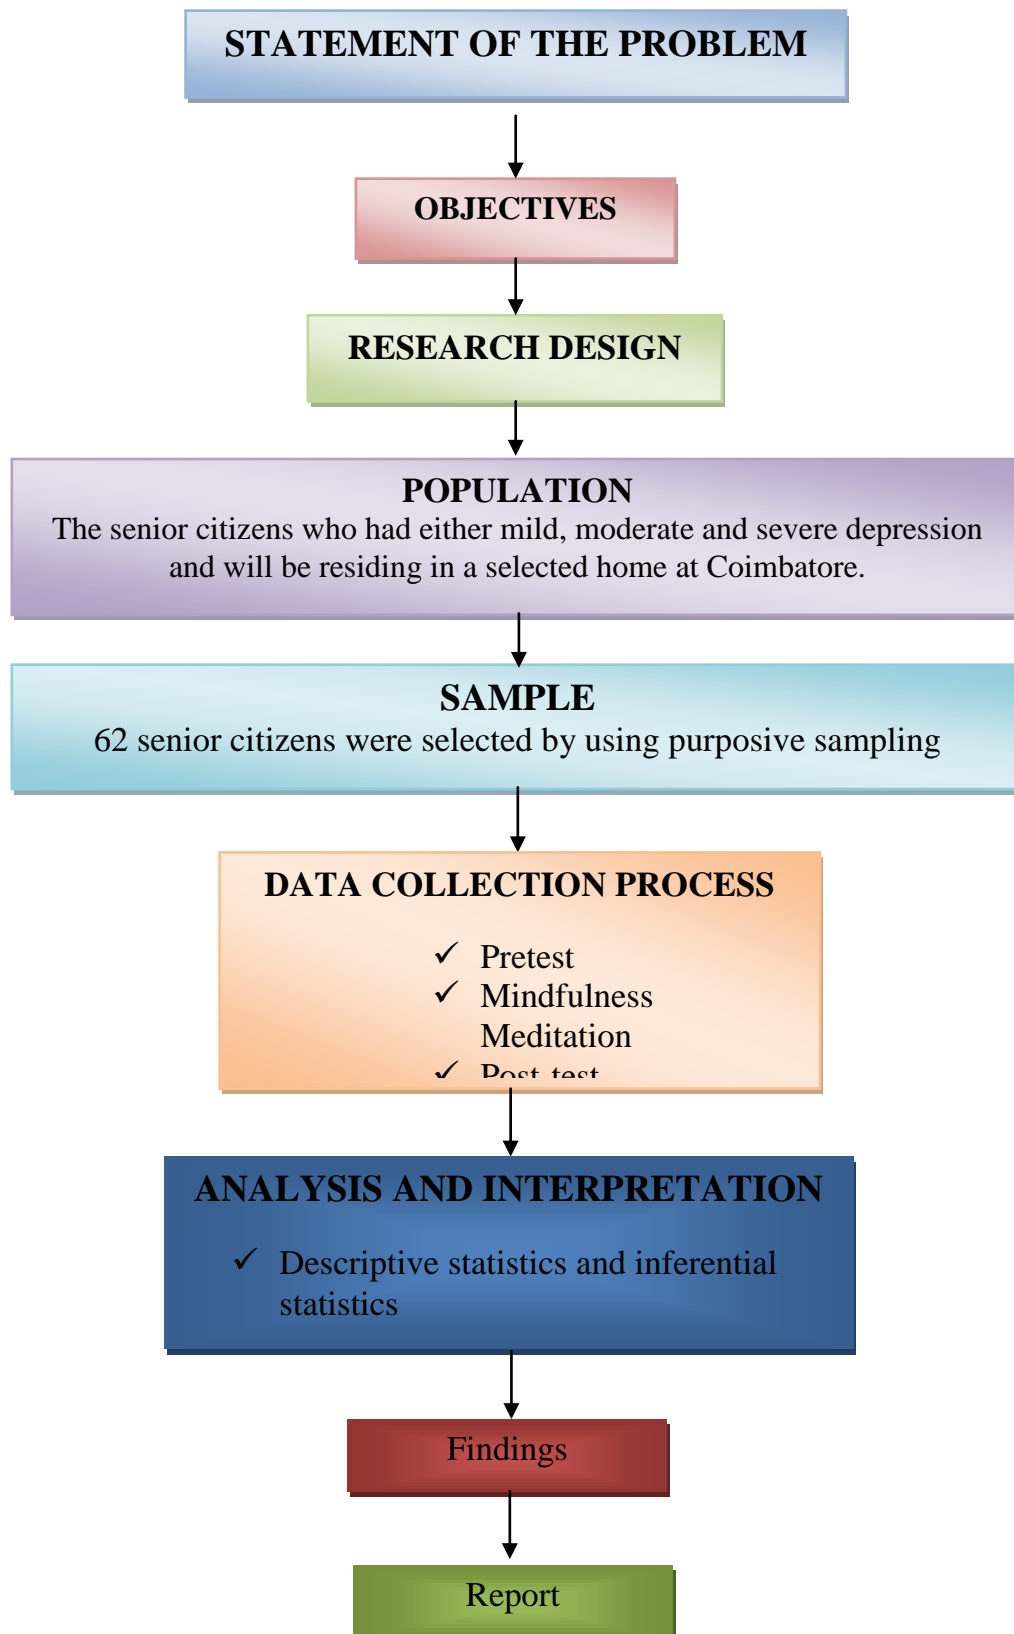 STATEMENT OF THE PROBLEM
OBJECTIVES
RESEARCH DESIGN
POPULATION
The senior citizens who had either mild, moderate and severe depression
and will be residing in a selected home at Coimbatore.
SAMPLE
62 senior citizens were selected by using purposive sampling
DATA COLLECTION PROCESS
✓ Pretest
✓ Mindfulness
Meditation
✓ Post-test
ANALYSIS AND INTERPRETATION
✓ Descriptive statistics and inferential
statistics
Findings
Report